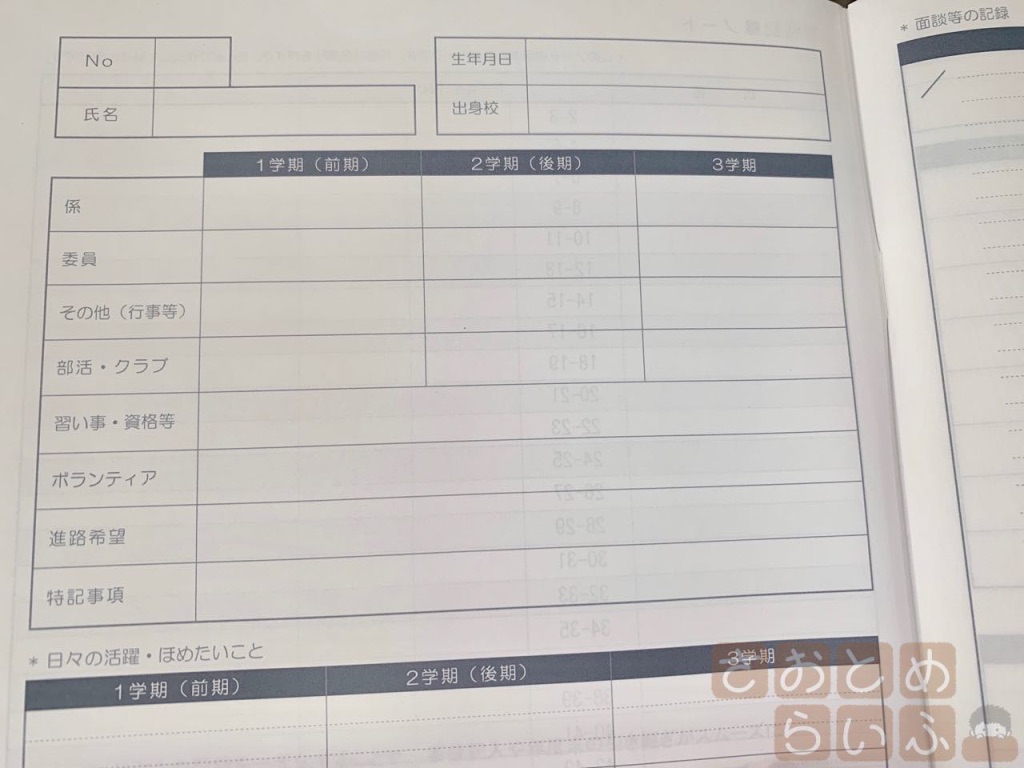 No
氏名
生年月日
出身校
1学期（前期） 2学期（後期） 3学期
係
委員
その他（行事等）
部活・クラブ
習い事・資格等
ボランティア
進路希望
特記事項
* 日々の活躍・ほめたいこと
1学期（前期） 2学期（後期） 3学期
* 面談等の記録
／
さおとめ
らいふ